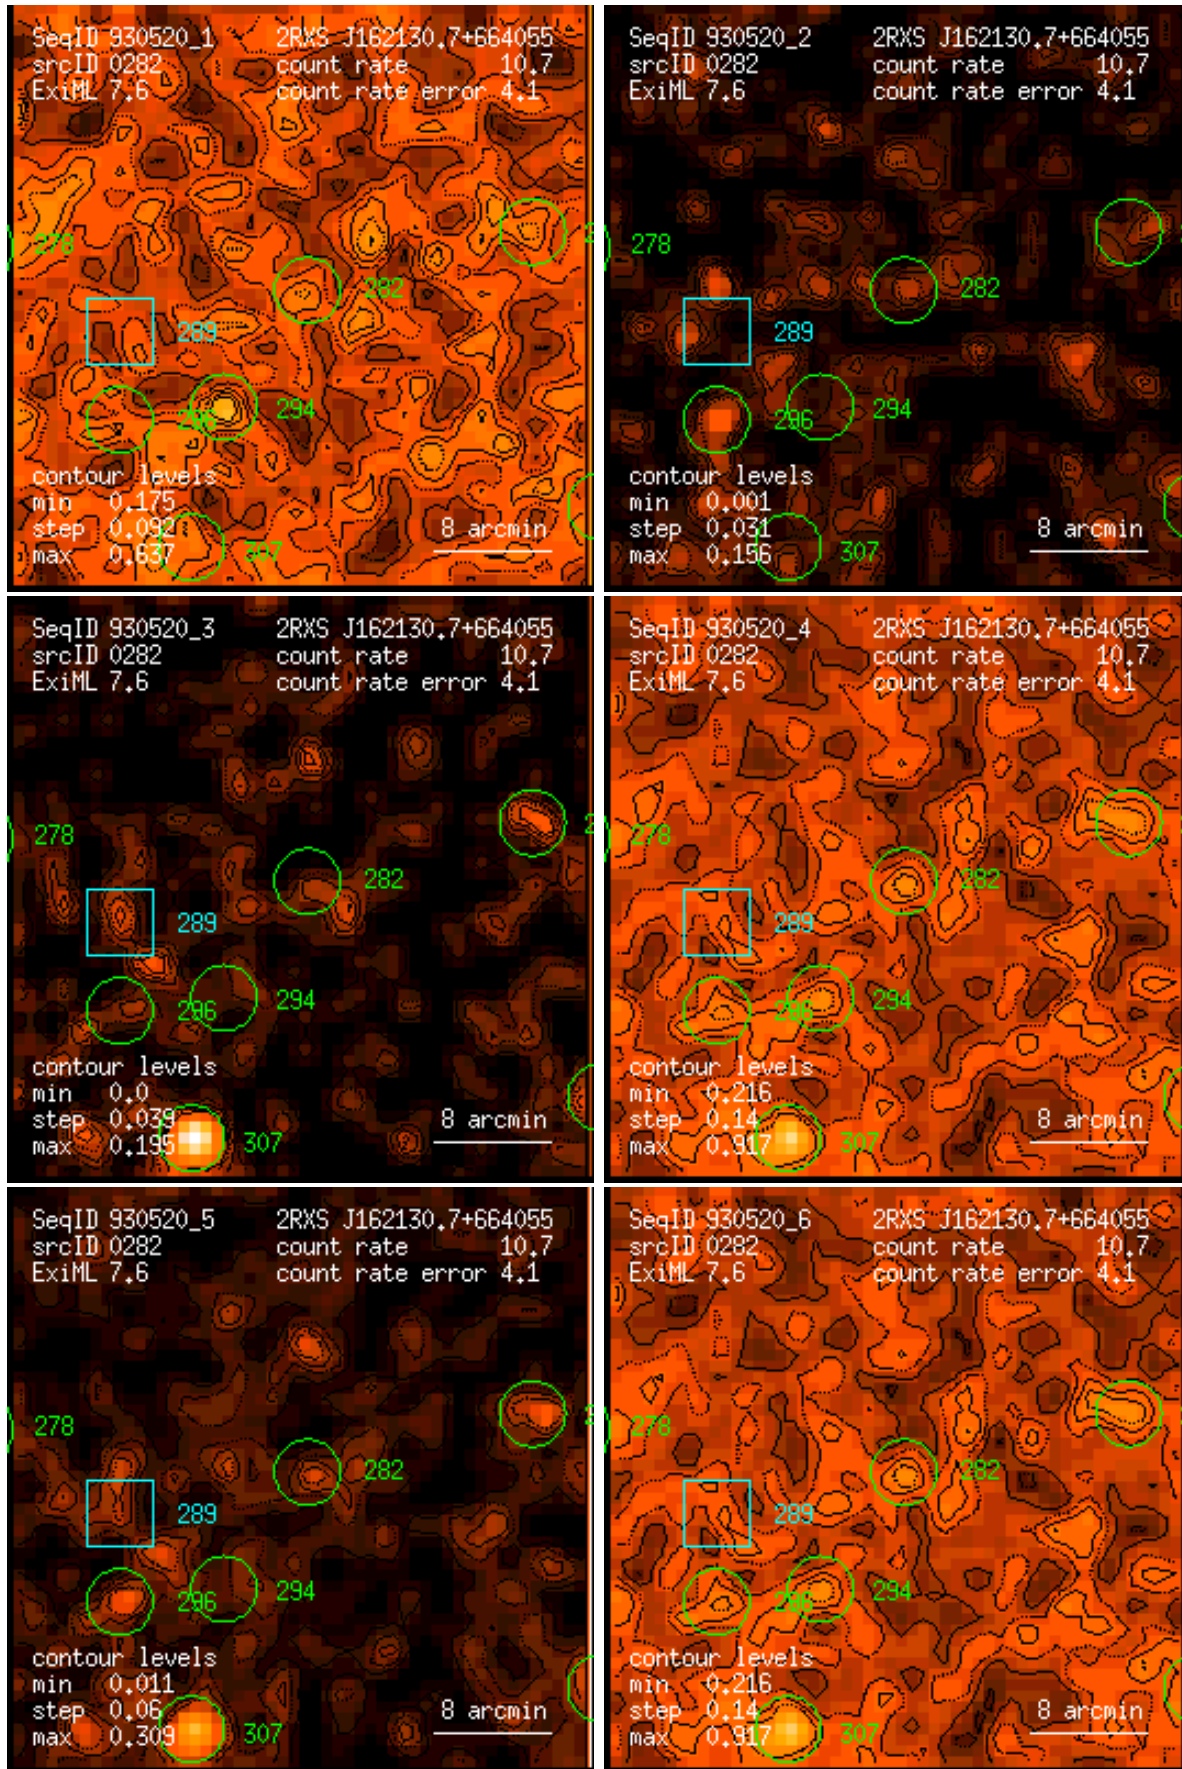 SeqID 930520_1 2RXS J162130.7+664055
srcID 0282 count rate 10.7
ExiML 7.6 count rate error 4.1
278
282
289
296 294
contour levels
min 0.175
step 0.092 8 arcmin
max 0.637 307
SeqID 930520_2 2RXS J162130.7+664055
srcID 0282 count rate 10.7
ExiML 7.6 count rate error 4.1
278
282
289
296 294
contour levels
min 0.001
step 0.031 8 arcmin
max 0.156 307
SeqID 930520_3 2RXS J162130.7+664055
srcID 0282 count rate 10.7
ExiML 7.6 count rate error 4.1
278
282
289
296 294
contour levels
min 0.0
step 0.039 8 arcmin
max 0.195 307
SeqID 930520_4 2RXS J162130.7+664055
srcID 0282 count rate 10.7
ExiML 7.6 count rate error 4.1
278
282
289
296 294
contour levels
min 0.216
step 0.14 8 arcmin
max 0.917 307
SeqID 930520_5 2RXS J162130.7+664055
srcID 0282 count rate 10.7
ExiML 7.6 count rate error 4.1
278
282
289
296 294
contour levels
min 0.011
step 0.06 8 arcmin
max 0.309 307
SeqID 930520_6 2RXS J162130.7+664055
srcID 0282 count rate 10.7
ExiML 7.6 count rate error 4.1
278
282
289
296 294
contour levels
min 0.216
step 0.14 8 arcmin
max 0.917 307